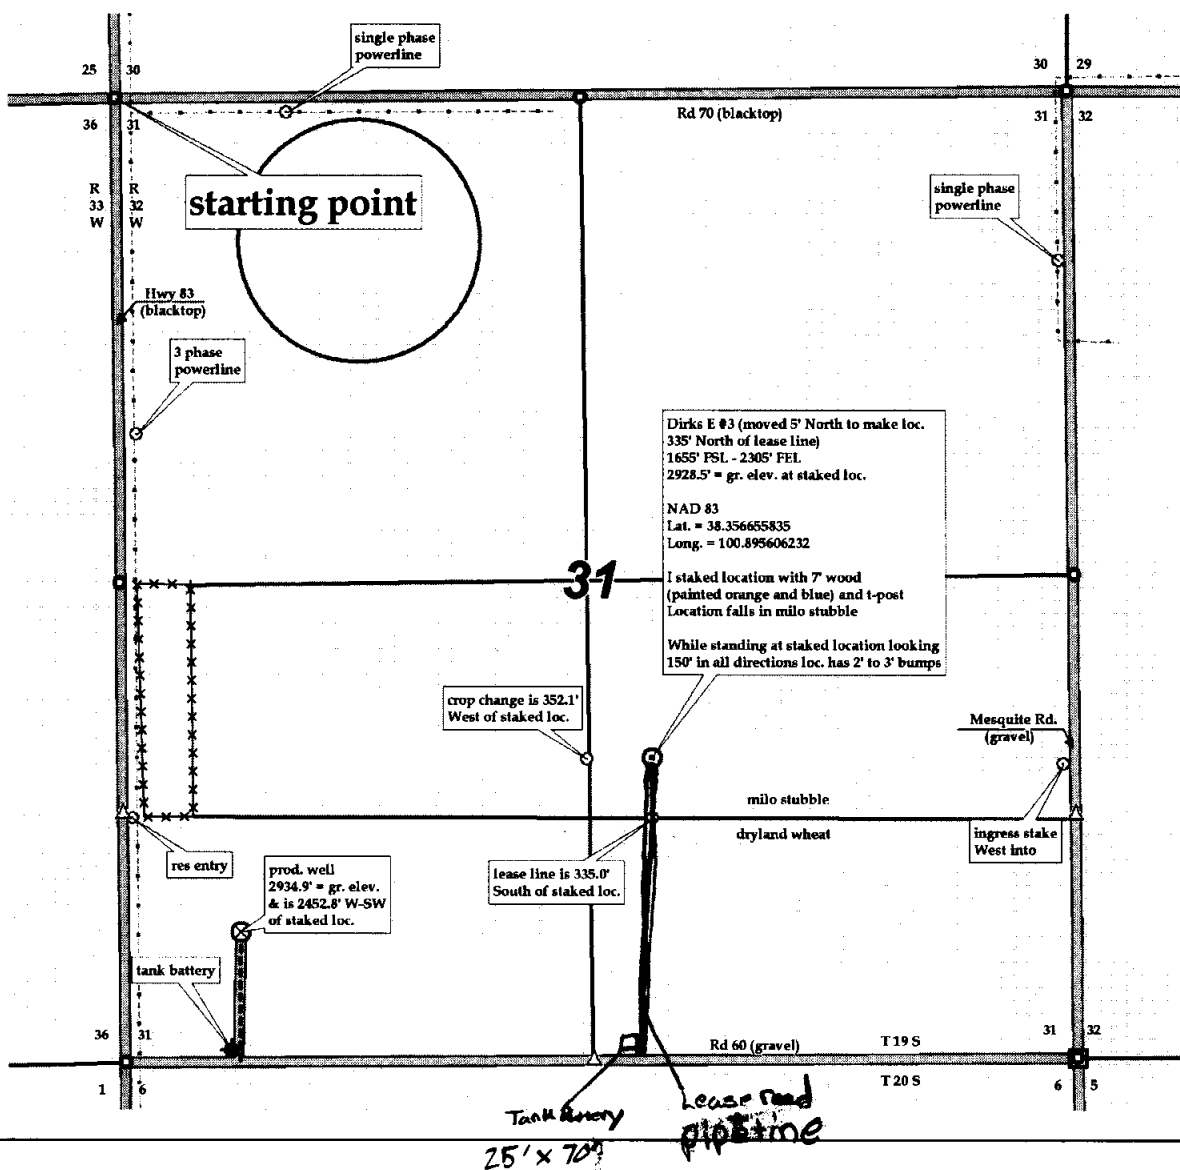 single phase
powerline
25 30
30 29
36 31
Rd 70 (blacktop)
31 32
R R
33 32
W W
starting point
single phase
powerline
Hwy 83
(blacktop)
3 phase
powerline
Dirks E #3 (moved 5' North to make loc.
335' North of lease line)
1655' FSL - 2305' FEL
2928.5' = gr. elev. at staked loc.
NAD 83
Lat. = 38.356655835
Long. = 100.895606232
I staked location with 7' wood
(painted orange and blue) and t-post
Location falls in milo stubble
While standing at staked location looking
150' in all directions loc. has 2' to 3' bumps
31
crop change is 352.1'
West of staked loc.
Mesquite Rd.
(gravel)
milo stubble
dryland wheat
ingress stake
West into
res entry
prod. well
2934.9' = gr. elev.
& is 2452.8' W-SW
of staked loc.
lease line is 335.0'
South of staked loc.
tank battery
36 31
31 32
Rd 60 (gravel)
T 19 S
T 20 S
1 6
6 5
Tank Battery
25' x 70'
Lease road
pipeline